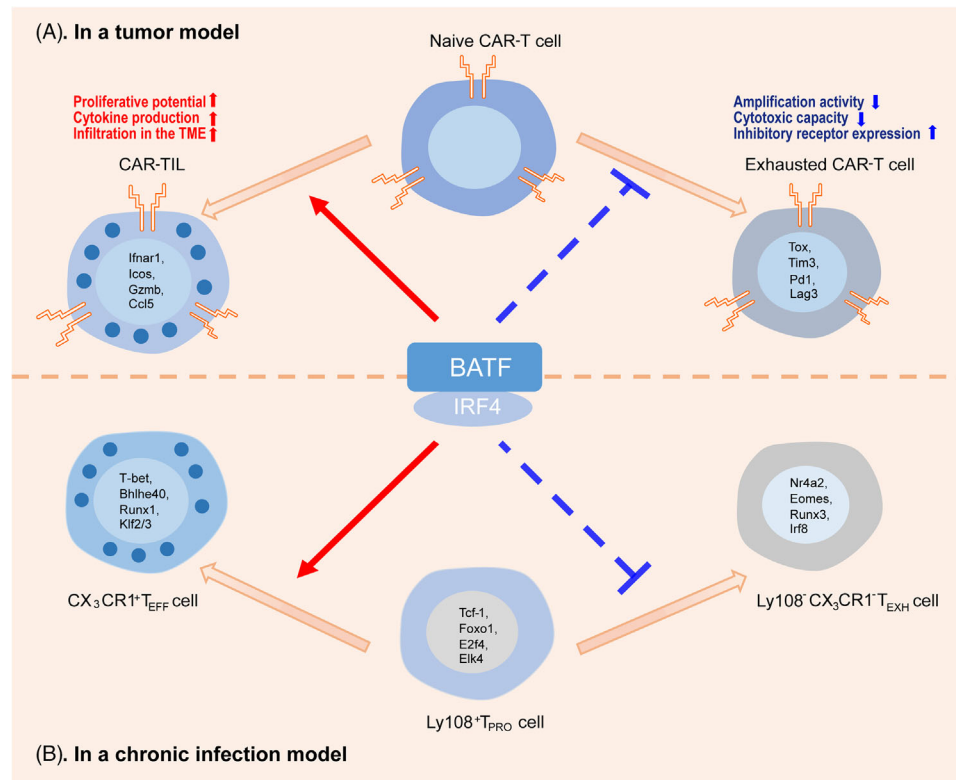 (A). In a tumor model
Naive CAR-T cell
Proliferative potential ⬆
Cytokine production ⬆
Infiltration in the TME ⬆
CAR-TIL
Ifnar1,
Icos,
Gzmb,
Ccl5
Amplification activity ⬇
Cytotoxic capacity ⬇
Inhibitory receptor expression ⬆
Exhausted CAR-T cell
Tox,
Tim3,
Pd1,
Lag3
BATF
IRF4
T-bet,
Bhlhe40,
Runx1,
Klf2/3
CX₃CR1⁺T_EFF cell
Tcf-1,
Foxo1,
E2f4,
Elk4
Ly108⁺T_PRO cell
Nr4a2,
Eomes,
Runx3,
Irf8
Ly108⁻CX₃CR1⁻T_EXH cell
(B). In a chronic infection model